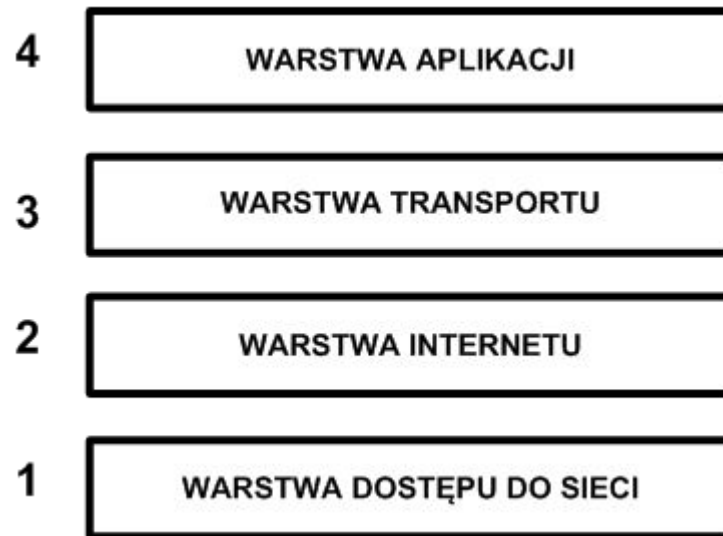 4 WARSTWA APLIKACJI
3 WARSTWA TRANSPORTU
2 WARSTWA INTERNETU
1 WARSTWA DOSTĘPU DO SIECI